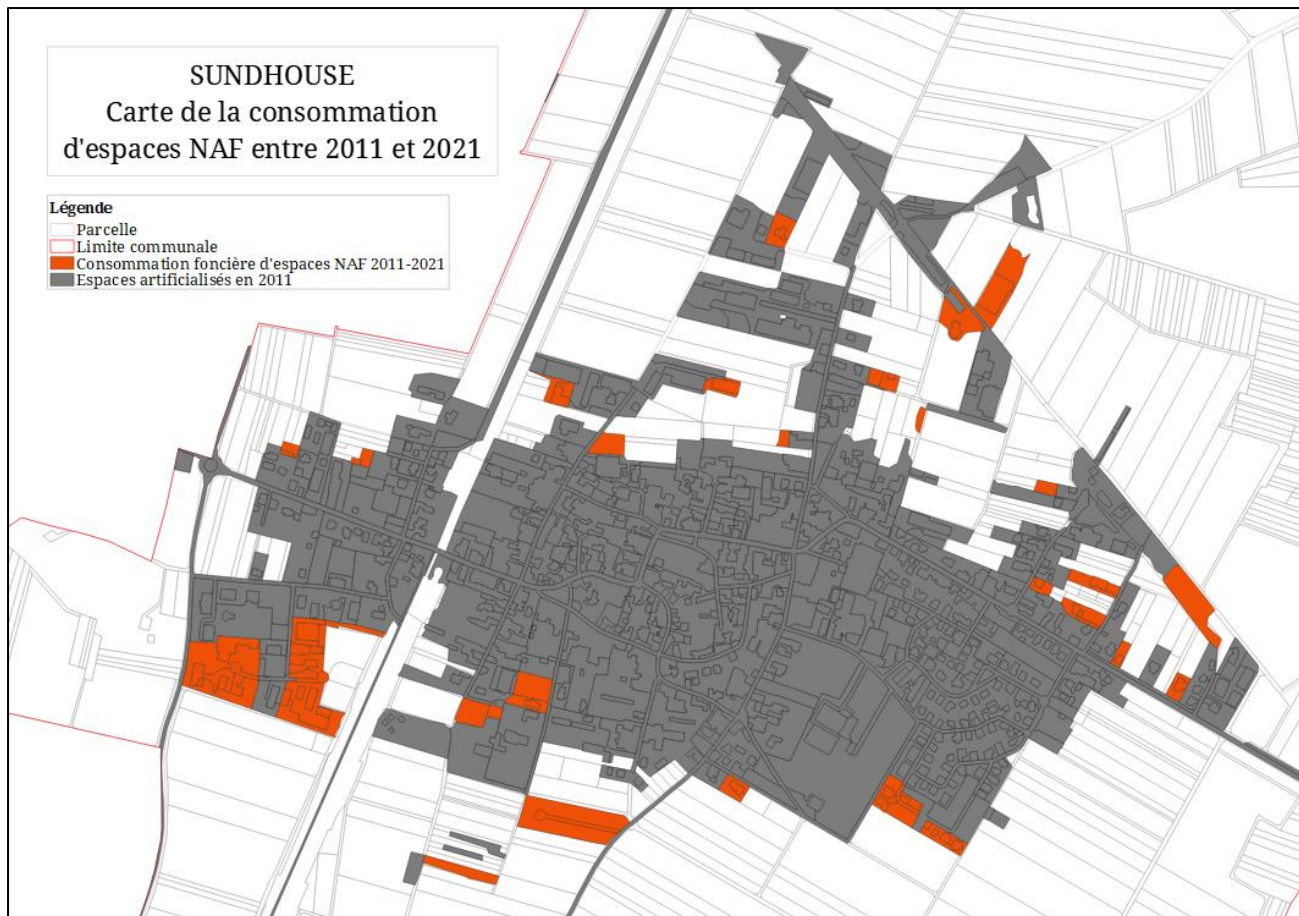 SUNDHOUSE
Carte de la consommation
d'espaces NAF entre 2011 et 2021
Légende
Parcelle
Limite communale
Consommation foncière d'espaces NAF 2011-2021
Espaces artificialisés en 2011